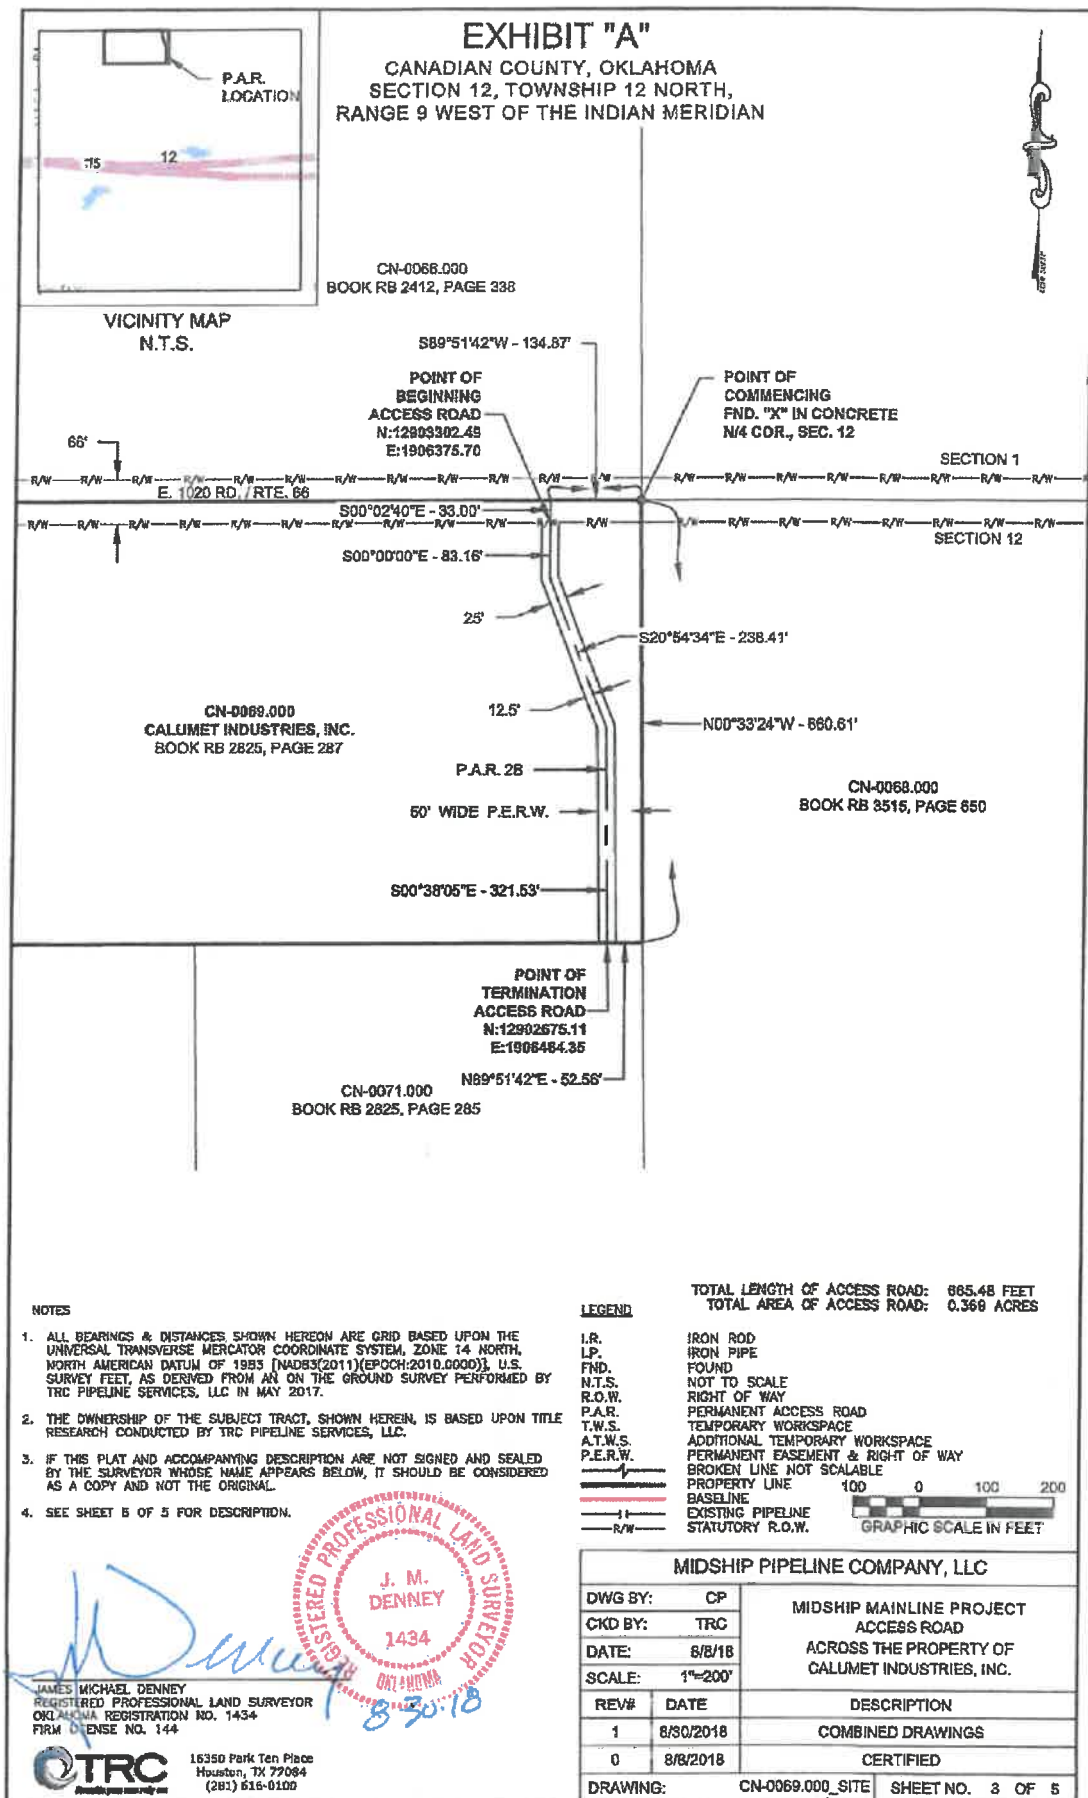 EXHIBIT "A"
CANADIAN COUNTY, OKLAHOMA
SECTION 12, TOWNSHIP 12 NORTH,
RANGE 9 WEST OF THE INDIAN MERIDIAN
P.A.R.
LOCATION
12
VICINITY MAP
N.T.S.
CN-0066.000
BOOK RB 2412, PAGE 338
S89°51'42"W - 134.87'
POINT OF
BEGINNING
ACCESS ROAD
N:12903302.49
E:1906375.70
POINT OF
COMMENCING
FND. "X" IN CONCRETE
N/4 COR., SEC. 12
66'
SECTION 1
R/W R/W R/W R/W R/W R/W R/W R/W R/W R/W R/W R/W R/W R/W R/W R/W R/W R/W
E. 1020 RD. / RTE. 66
S00°02'40"E - 33.00'
R/W R/W R/W R/W R/W R/W R/W R/W R/W R/W R/W R/W R/W R/W R/W R/W R/W R/W
SECTION 12
S00°00'00"E - 83.16'
25'
S20°54'34"E - 238.41'
12.5'
N00°33'24"W - 660.61'
CN-0069.000
CALUMET INDUSTRIES, INC.
BOOK RB 2825, PAGE 287
P.A.R. 28
CN-0068.000
BOOK RB 3515, PAGE 650
50' WIDE P.E.R.W.
S00°38'05"E - 321.53'
POINT OF
TERMINATION
ACCESS ROAD
N:12902675.11
E:1906464.35
N89°51'42"E - 52.56'
CN-0071.000
BOOK RB 2825, PAGE 285
TOTAL LENGTH OF ACCESS ROAD: 665.48 FEET
TOTAL AREA OF ACCESS ROAD: 0.369 ACRES
NOTES
1. ALL BEARINGS & DISTANCES SHOWN HEREON ARE GRID BASED UPON THE
UNIVERSAL TRANSVERSE MERCATOR COORDINATE SYSTEM, ZONE 14 NORTH,
NORTH AMERICAN DATUM OF 1983 [NAD83(2011)(EPOCH:2010.0000)], U.S.
SURVEY FEET, AS DERIVED FROM AN ON THE GROUND SURVEY PERFORMED BY
TRC PIPELINE SERVICES, LLC IN MAY 2017.
2. THE OWNERSHIP OF THE SUBJECT TRACT, SHOWN HEREIN, IS BASED UPON TITLE
RESEARCH CONDUCTED BY TRC PIPELINE SERVICES, LLC.
3. IF THIS PLAT AND ACCOMPANYING DESCRIPTION ARE NOT SIGNED AND SEALED
BY THE SURVEYOR WHOSE NAME APPEARS BELOW, IT SHOULD BE CONSIDERED
AS A COPY AND NOT THE ORIGINAL.
4. SEE SHEET 5 OF 5 FOR DESCRIPTION.
LEGEND
I.R. IRON ROD
I.P. IRON PIPE
FND. FOUND
N.T.S. NOT TO SCALE
R.O.W. RIGHT OF WAY
P.A.R. PERMANENT ACCESS ROAD
T.W.S. TEMPORARY WORKSPACE
A.T.W.S. ADDITIONAL TEMPORARY WORKSPACE
P.E.R.W. PERMANENT EASEMENT & RIGHT OF WAY
BROKEN LINE NOT SCALABLE
PROPERTY LINE
BASELINE
EXISTING PIPELINE
R/W STATUTORY R.O.W.
100 0 100 200
GRAPHIC SCALE IN FEET
REGISTERED PROFESSIONAL LAND SURVEYOR
J. M.
DENNEY
1434
OKLAHOMA
8-30-18
JAMES MICHAEL DENNEY
REGISTERED PROFESSIONAL LAND SURVEYOR
OKLAHOMA REGISTRATION NO. 1434
FIRM LICENSE NO. 144
TRC
16350 Park Ten Place
Houston, TX 77084
(281) 616-0100
MIDSHIP PIPELINE COMPANY, LLC
DWG BY: CP
CKD BY: TRC
DATE: 8/8/18
SCALE: 1"=200'
MIDSHIP MAINLINE PROJECT
ACCESS ROAD
ACROSS THE PROPERTY OF
CALUMET INDUSTRIES, INC.
REV# DATE DESCRIPTION
1 8/30/2018 COMBINED DRAWINGS
0 8/8/2018 CERTIFIED
DRAWING: CN-0069.000_SITE SHEET NO. 3 OF 5